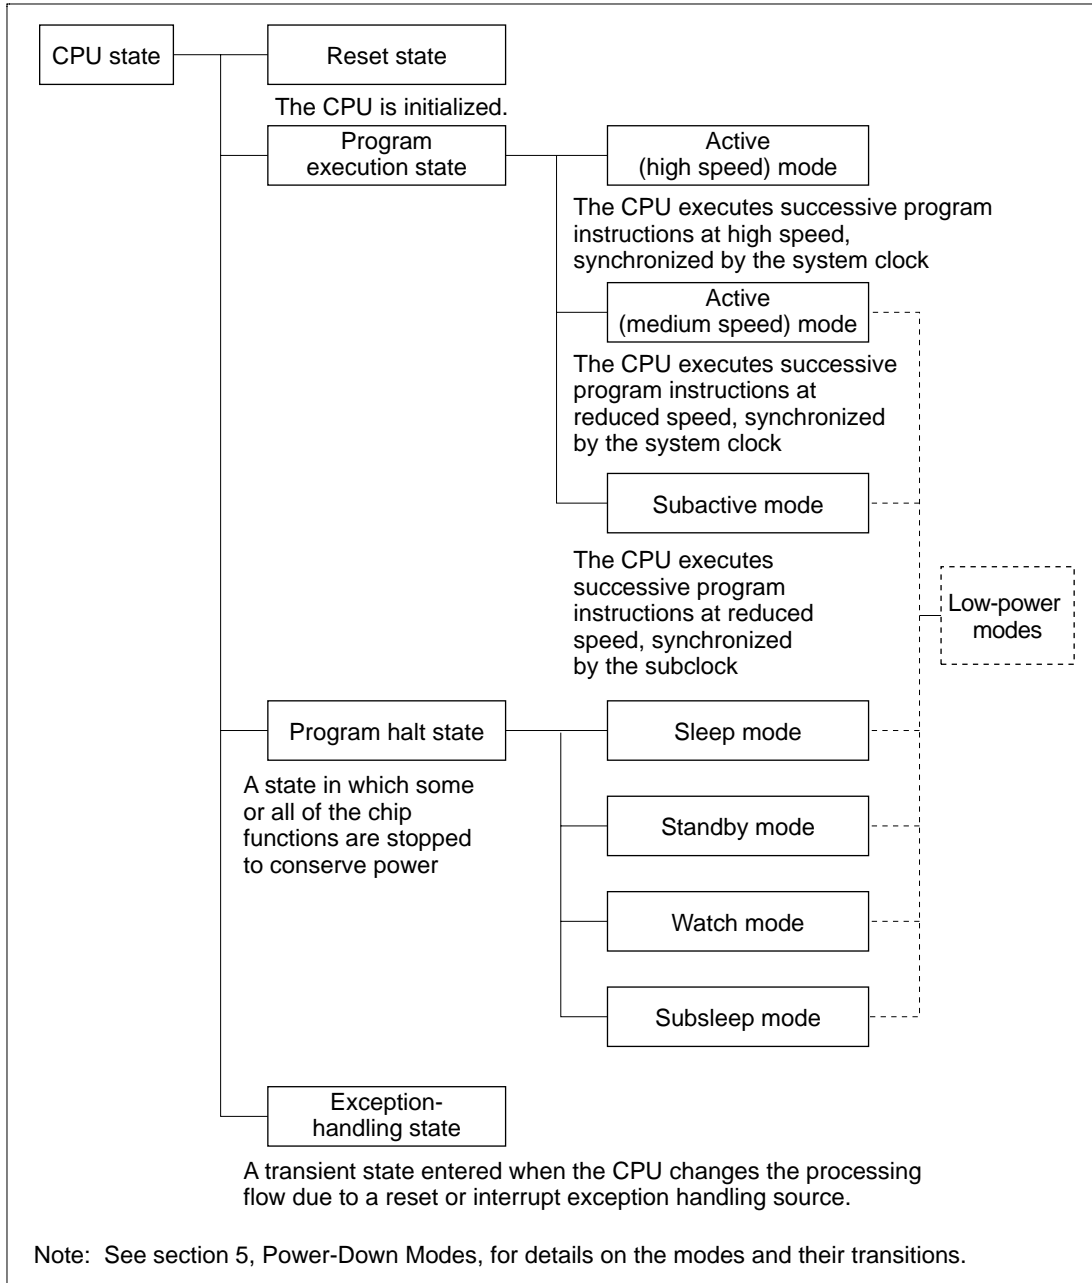 CPU state
Reset state
The CPU is initialized.
Program
execution state
Active
(high speed) mode
The CPU executes successive program
instructions at high speed,
synchronized by the system clock
Active
(medium speed) mode
The CPU executes successive
program instructions at
reduced speed, synchronized
by the system clock
Subactive mode
The CPU executes
successive program
instructions at reduced
speed, synchronized
by the subclock
Low-power
modes
Program halt state
A state in which some
or all of the chip
functions are stopped
to conserve power
Sleep mode
Standby mode
Watch mode
Subsleep mode
Exception-
handling state
A transient state entered when the CPU changes the processing
flow due to a reset or interrupt exception handling source.
Note: See section 5, Power-Down Modes, for details on the modes and their transitions.